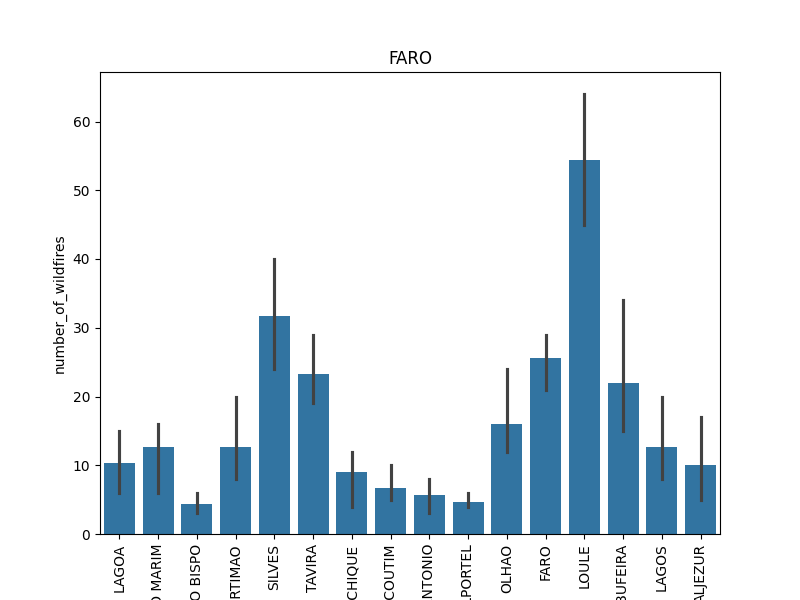 FARO
number_of_wildfires
60
50
40
30
20
10
0
LAGOA
O MARIM
O BISPO
RTIMAO
SILVES
TAVIRA
CHIQUE
COUTIM
NTONIO
PORTEL
OLHAO
FARO
LOULE
BUFEIRA
LAGOS
ALJEZUR